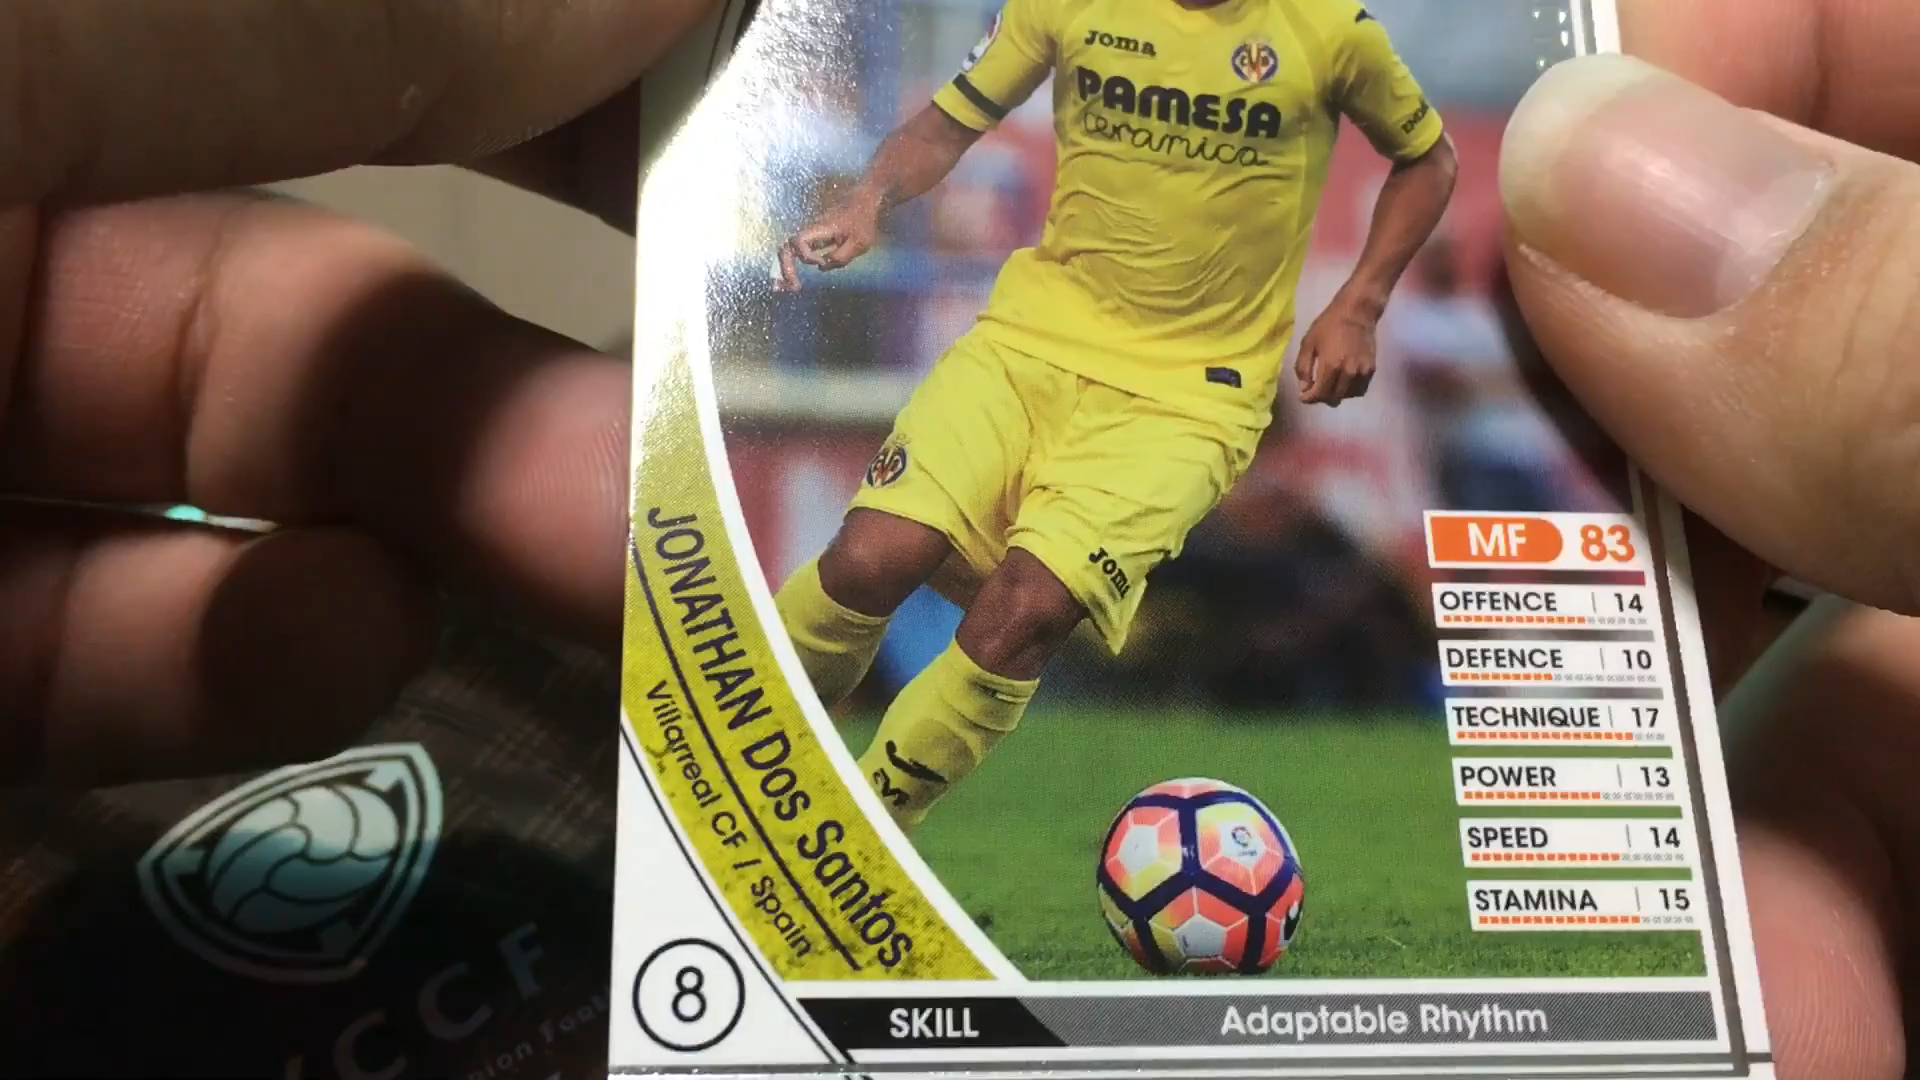 Joma
PAMESA
ceramica
Joma
MF 83
OFFENCE 14
DEFENCE 10
TECHNIQUE 17
POWER 13
SPEED 14
STAMINA 15
JONATHAN DOS SANTOS
Villarreal CF / Spain
8
SKILL Adaptable Rhythm
CCF